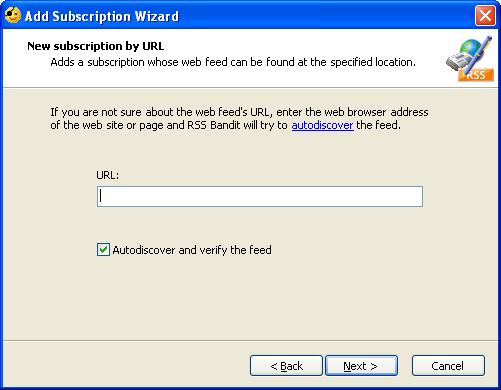 Add Subscription Wizard
New subscription by URL
Adds a subscription whose web feed can be found at the specified location.
RSS
If you are not sure about the web feed's URL, enter the web browser address
of the web site or page and RSS Bandit will try to autodiscover the feed.
URL:
Autodiscover and verify the feed
< Back Next > Cancel